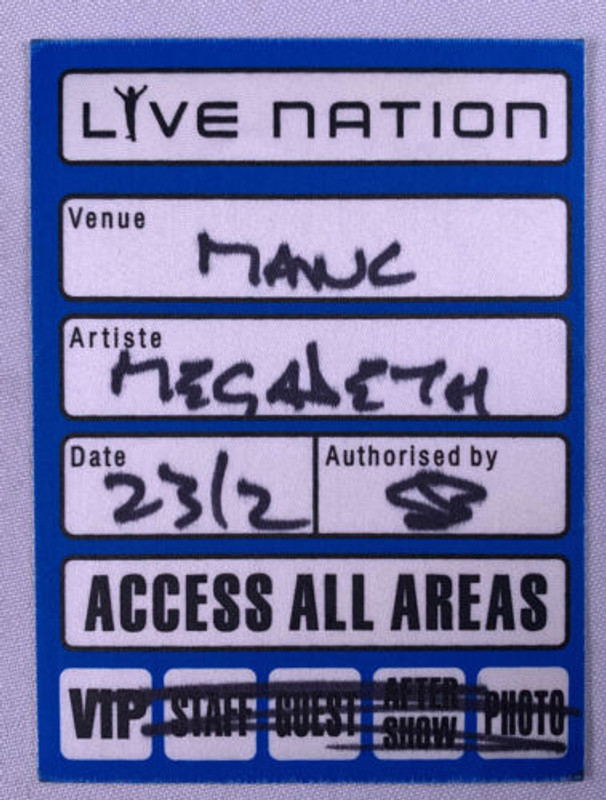 LIVE NATION
Venue
MANC
Artiste
MEGADETH
Date
23/2
Authorised by
ACCESS ALL AREAS
VIP STAFF GUEST AFTER SHOW PHOTO